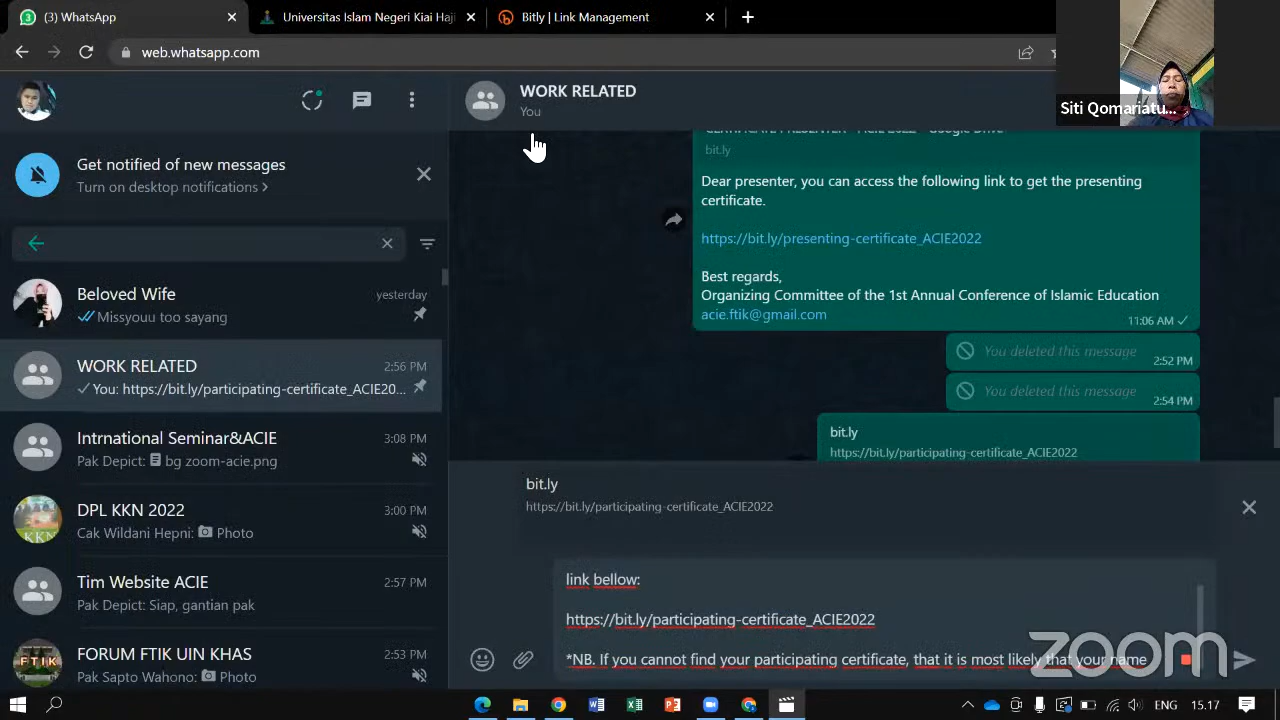 (3) WhatsApp
Universitas Islam Negeri Kiai Haji
Bitly | Link Management
web.whatsapp.com
WORK RELATED
You
Siti Qomariatu...
Get notified of new messages
Turn on desktop notifications >
Beloved Wife
yesterday
Missyouu too sayang
WORK RELATED
2:56 PM
You: https://bit.ly/participating-certificate_ACIE20...
Intrnational Seminar&ACIE
3:08 PM
Pak Depict: bg zoom-acie.png
DPL KKN 2022
3:00 PM
Cak Wildani Hepni: Photo
Tim Website ACIE
2:57 PM
Pak Depict: Siap, gantian pak
FORUM FTIK UIN KHAS
2:53 PM
Pak Sapto Wahono: Photo
CERTIFICATE PRESENTER - ACIE 2022 - Google Drive
bit.ly
Dear presenter, you can access the following link to get the presenting
certificate.
https://bit.ly/presenting-certificate_ACIE2022
Best regards,
Organizing Committee of the 1st Annual Conference of Islamic Education
acie.ftik@gmail.com
11:06 AM
You deleted this message
2:52 PM
You deleted this message
2:54 PM
bit.ly
https://bit.ly/participating-certificate_ACIE2022
bit.ly
https://bit.ly/participating-certificate_ACIE2022
link bellow:
https://bit.ly/participating-certificate_ACIE2022
*NB. If you cannot find your participating certificate, that it is most likely that your name
zoom
ENG
15.17